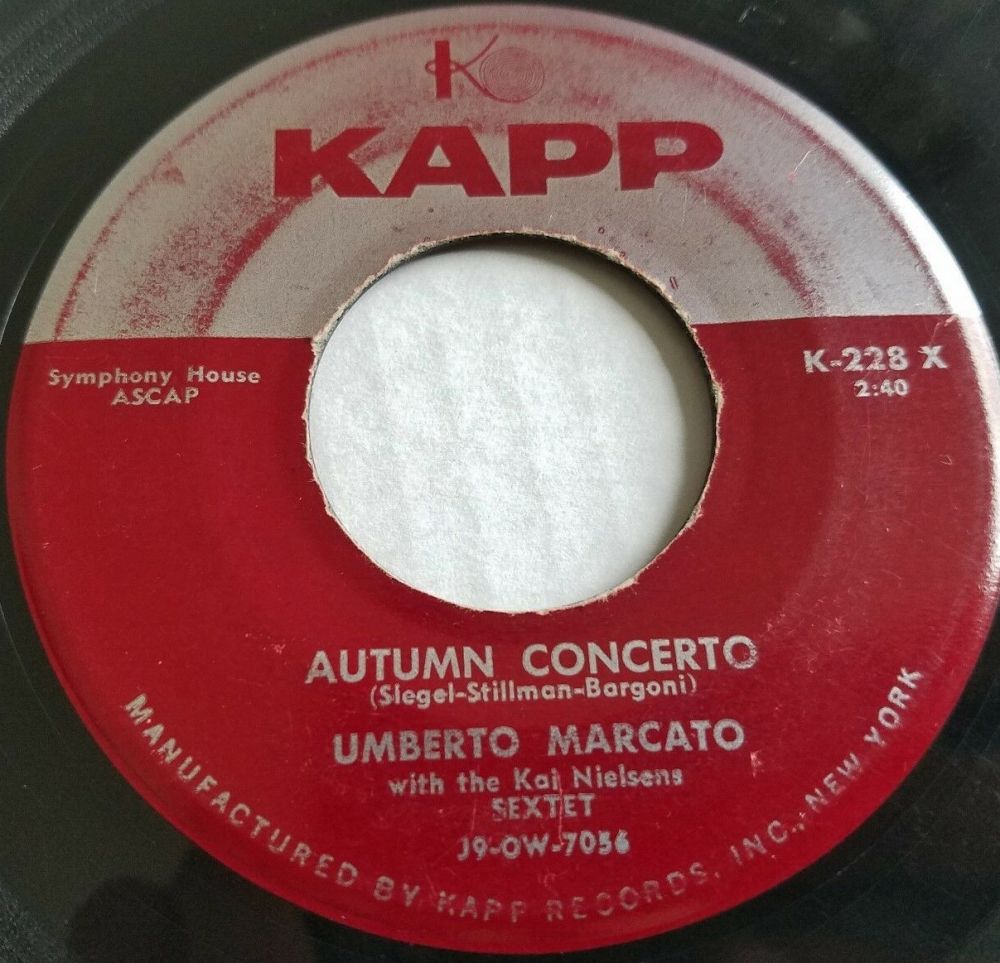 K
KAPP
Symphony House
ASCAP
K-228 X
2:40
AUTUMN CONCERTO
(Siegel-Stillman-Bargoni)
UMBERTO MARCATO
with the Kai Nielsens
SEXTET
J9-OW-7056
MANUFACTURED BY KAPP RECORDS, INC., NEW YORK